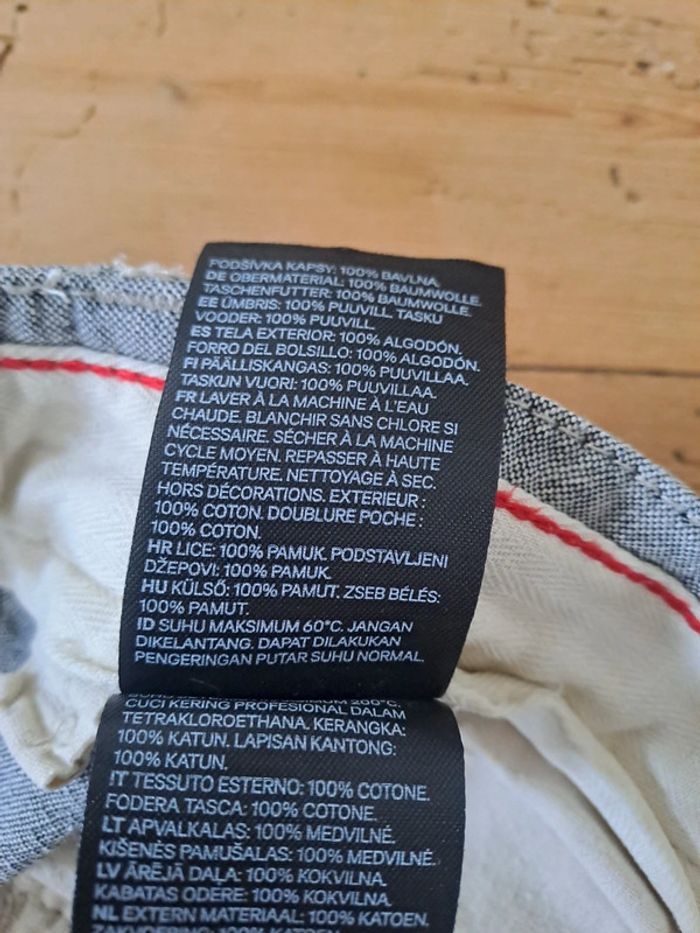 PODŠÍVKA KAPSY: 100% BAVLNA.
DE OBERMATERIAL: 100% BAUMWOLLE.
TASCHENFUTTER: 100% BAUMWOLLE.
EE ÜMBRIS: 100% PUUVILL. TASKU
VOODER: 100% PUUVILL.
ES TELA EXTERIOR: 100% ALGODÓN.
FORRO DEL BOLSILLO: 100% ALGODÓN.
FI PÄÄLLISKANGAS: 100% PUUVILLAA.
TASKUN VUORI: 100% PUUVILLAA.
FR LAVER À LA MACHINE À L'EAU
CHAUDE. BLANCHIR SANS CHLORE SI
NÉCESSAIRE. SÉCHER À LA MACHINE
CYCLE MOYEN. REPASSER À HAUTE
TEMPÉRATURE. NETTOYAGE À SEC.
HORS DÉCORATIONS. EXTERIEUR :
100% COTON. DOUBLURE POCHE :
100% COTON.
HR LICE: 100% PAMUK. PODSTAVLJENI
DŽEPOVI: 100% PAMUK.
HU KÜLSŐ: 100% PAMUT. ZSEB BÉLÉS:
100% PAMUT.
ID SUHU MAKSIMUM 60°C. JANGAN
DIKELANTANG. DAPAT DILAKUKAN
PENGERINGAN PUTAR SUHU NORMAL.
200°C.
CUCI KERING PROFESIONAL DALAM
TETRAKLOROETHANA. KERANGKA:
100% KATUN. LAPISAN KANTONG:
100% KATUN.
IT TESSUTO ESTERNO: 100% COTONE.
FODERA TASCA: 100% COTONE.
LT APVALKALAS: 100% MEDVILNĖ.
KIŠENĖS PAMUŠALAS: 100% MEDVILNĖ.
LV ĀRĒJĀ DAĻA: 100% KOKVILNA.
KABATAS ODERE: 100% KOKVILNA.
NL EXTERN MATERIAAL: 100% KATOEN.